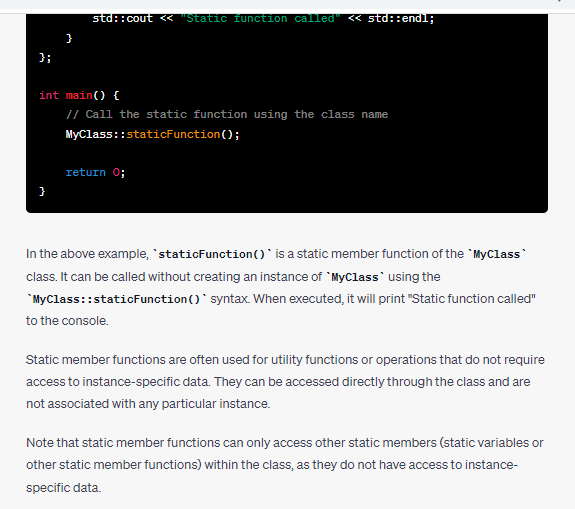 std::cout << "Static function called" << std::endl;
}
};
int main() {
// Call the static function using the class name
MyClass::staticFunction();
return 0;
}
In the above example, `staticFunction()` is a static member function of the `MyClass`
class. It can be called without creating an instance of `MyClass` using the
`MyClass::staticFunction()` syntax. When executed, it will print "Static function called"
to the console.
Static member functions are often used for utility functions or operations that do not require
access to instance-specific data. They can be accessed directly through the class and are
not associated with any particular instance.
Note that static member functions can only access other static members (static variables or
other static member functions) within the class, as they do not have access to instance-
specific data.